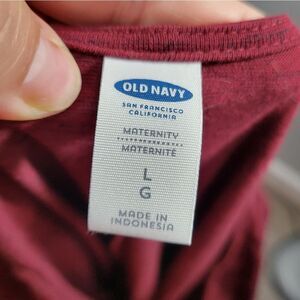 OLD NAVY
SAN FRANCISCO
CALIFORNIA
MATERNITY
MATERNITÉ
L
G
MADE IN
INDONESIA